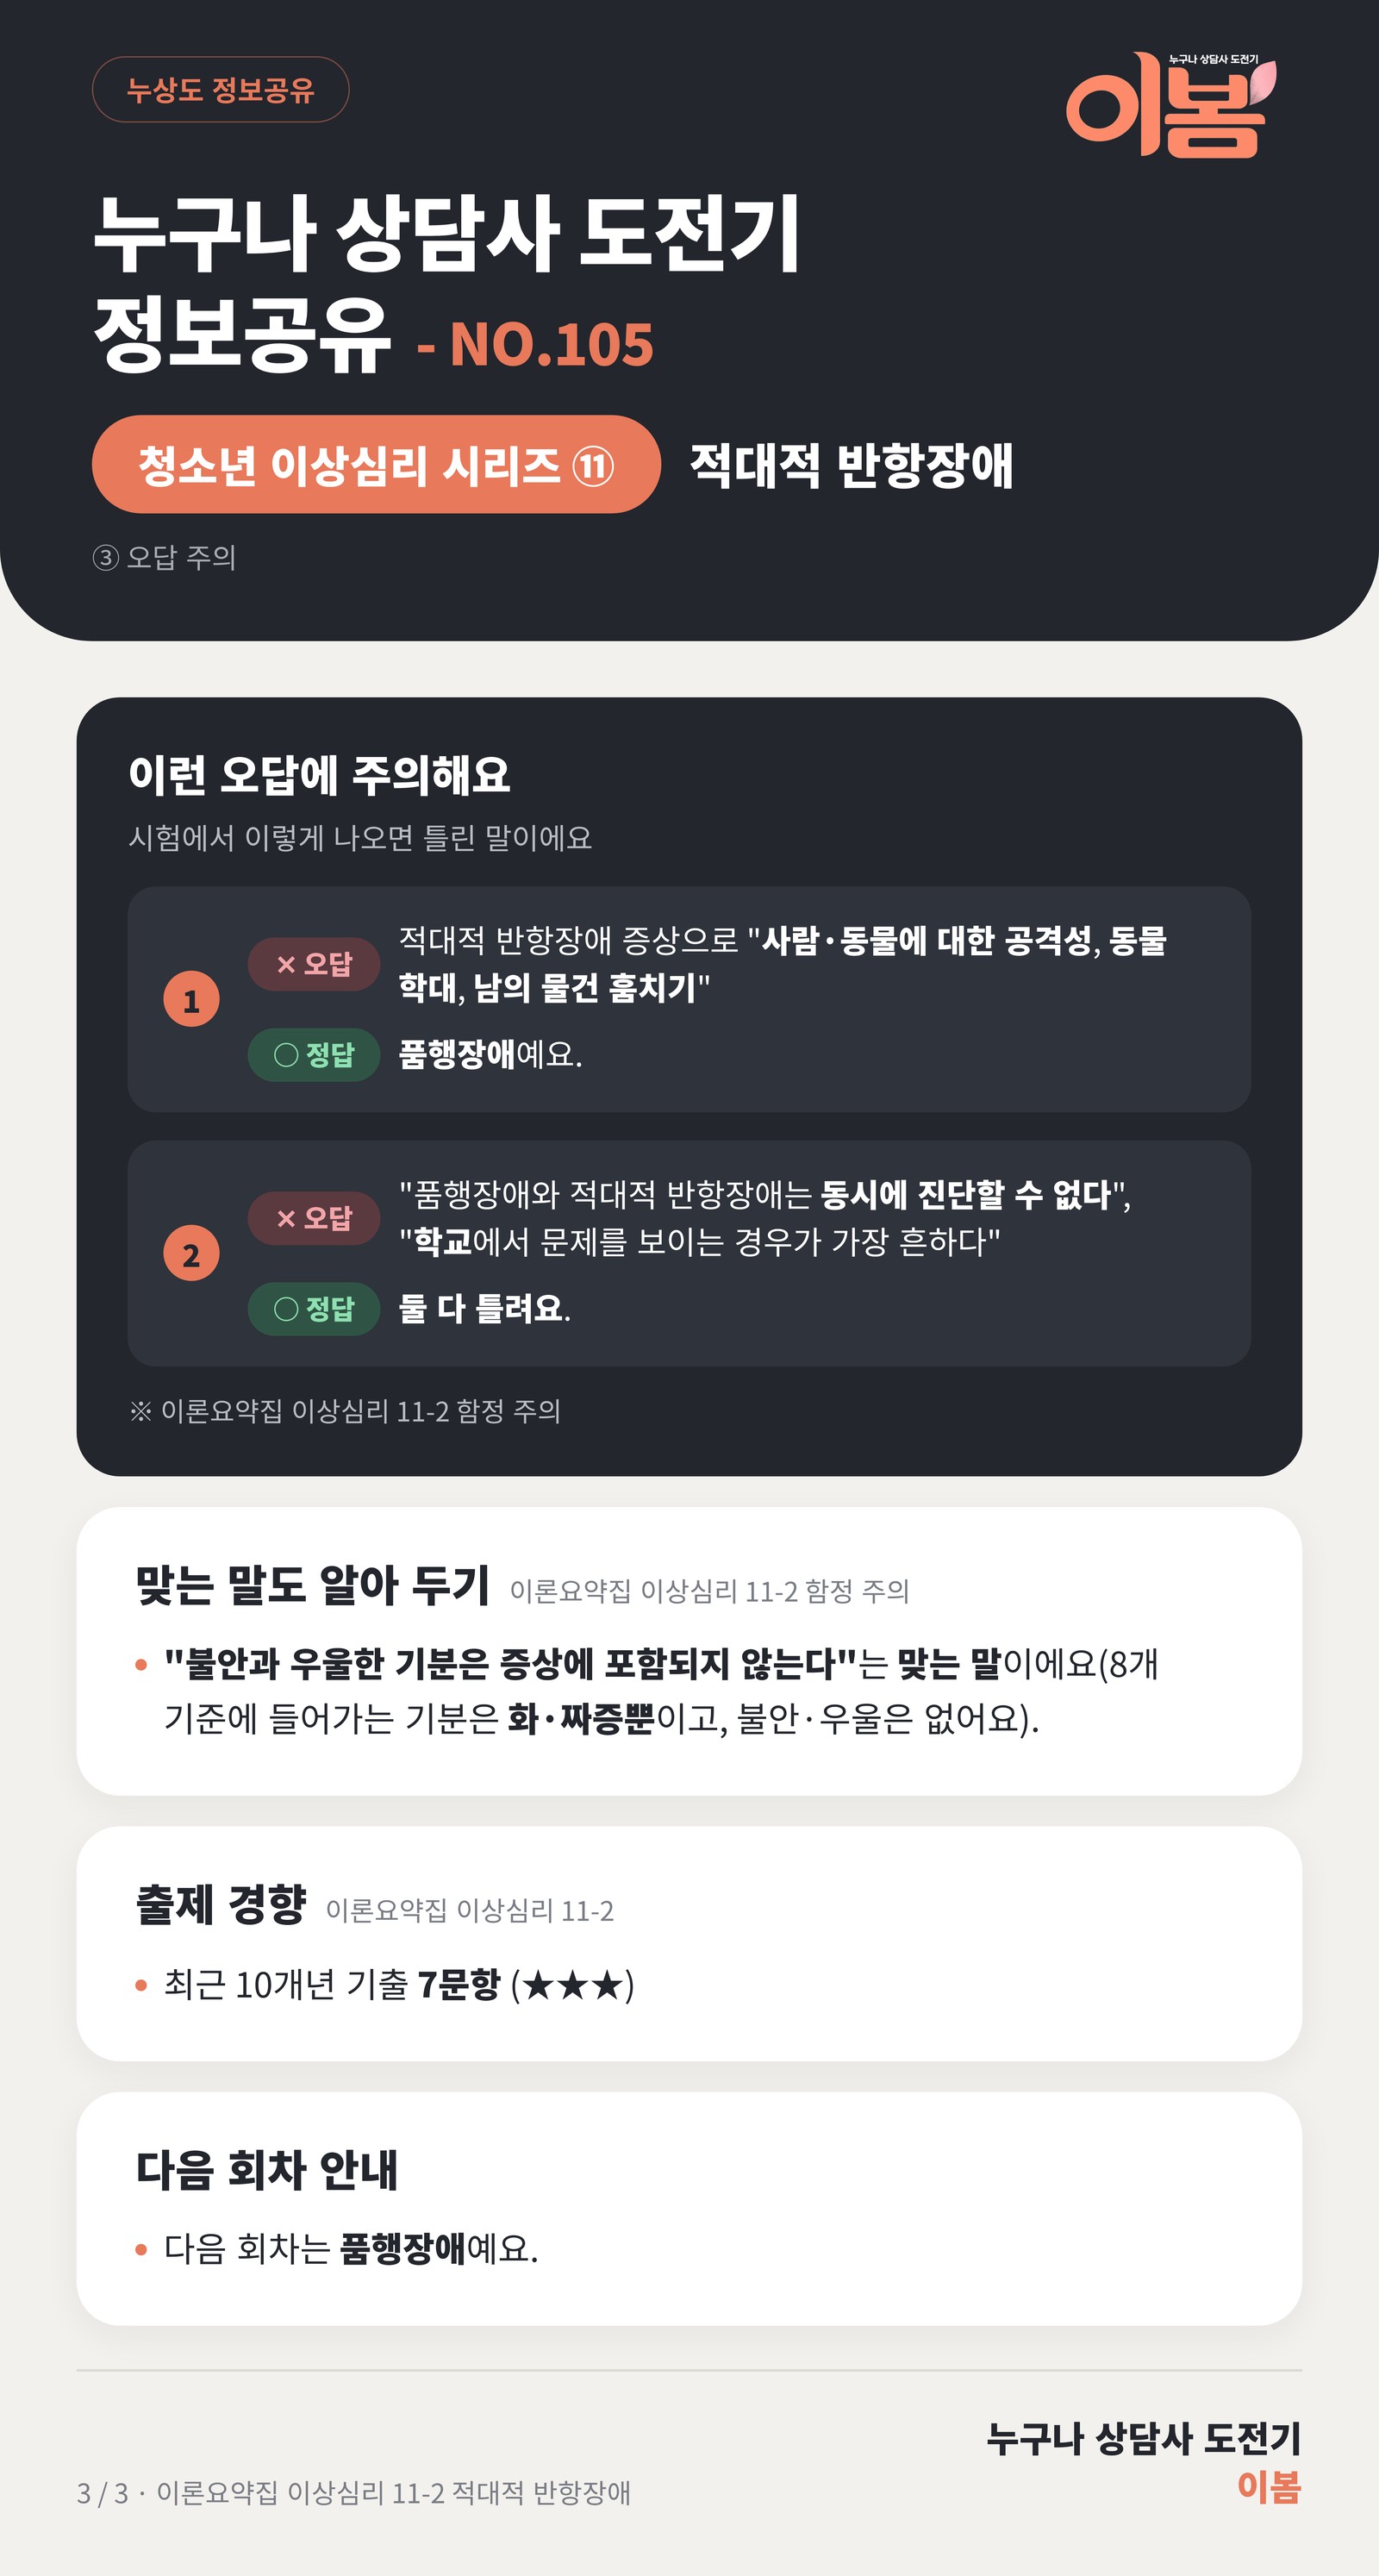 누상도 정보공유
누구나 상담사 도전기
이봄
누구나 상담사 도전기
정보공유 - NO.105
청소년 이상심리 시리즈 ⑪ 적대적 반항장애
③ 오답 주의
이런 오답에 주의해요
시험에서 이렇게 나오면 틀린 말이에요
1
✕ 오답 적대적 반항장애 증상으로 "사람·동물에 대한 공격성, 동물
학대, 남의 물건 훔치기"
○ 정답 품행장애예요.
2
✕ 오답 "품행장애와 적대적 반항장애는 동시에 진단할 수 없다",
"학교에서 문제를 보이는 경우가 가장 흔하다"
○ 정답 둘 다 틀려요.
※ 이론요약집 이상심리 11-2 함정 주의
맞는 말도 알아 두기 이론요약집 이상심리 11-2 함정 주의
• "불안과 우울한 기분은 증상에 포함되지 않는다"는 맞는 말이에요(8개
기준에 들어가는 기분은 화·짜증뿐이고, 불안·우울은 없어요).
출제 경향 이론요약집 이상심리 11-2
• 최근 10개년 기출 7문항 (★★★)
다음 회차 안내
• 다음 회차는 품행장애예요.
3 / 3 · 이론요약집 이상심리 11-2 적대적 반항장애
누구나 상담사 도전기
이봄